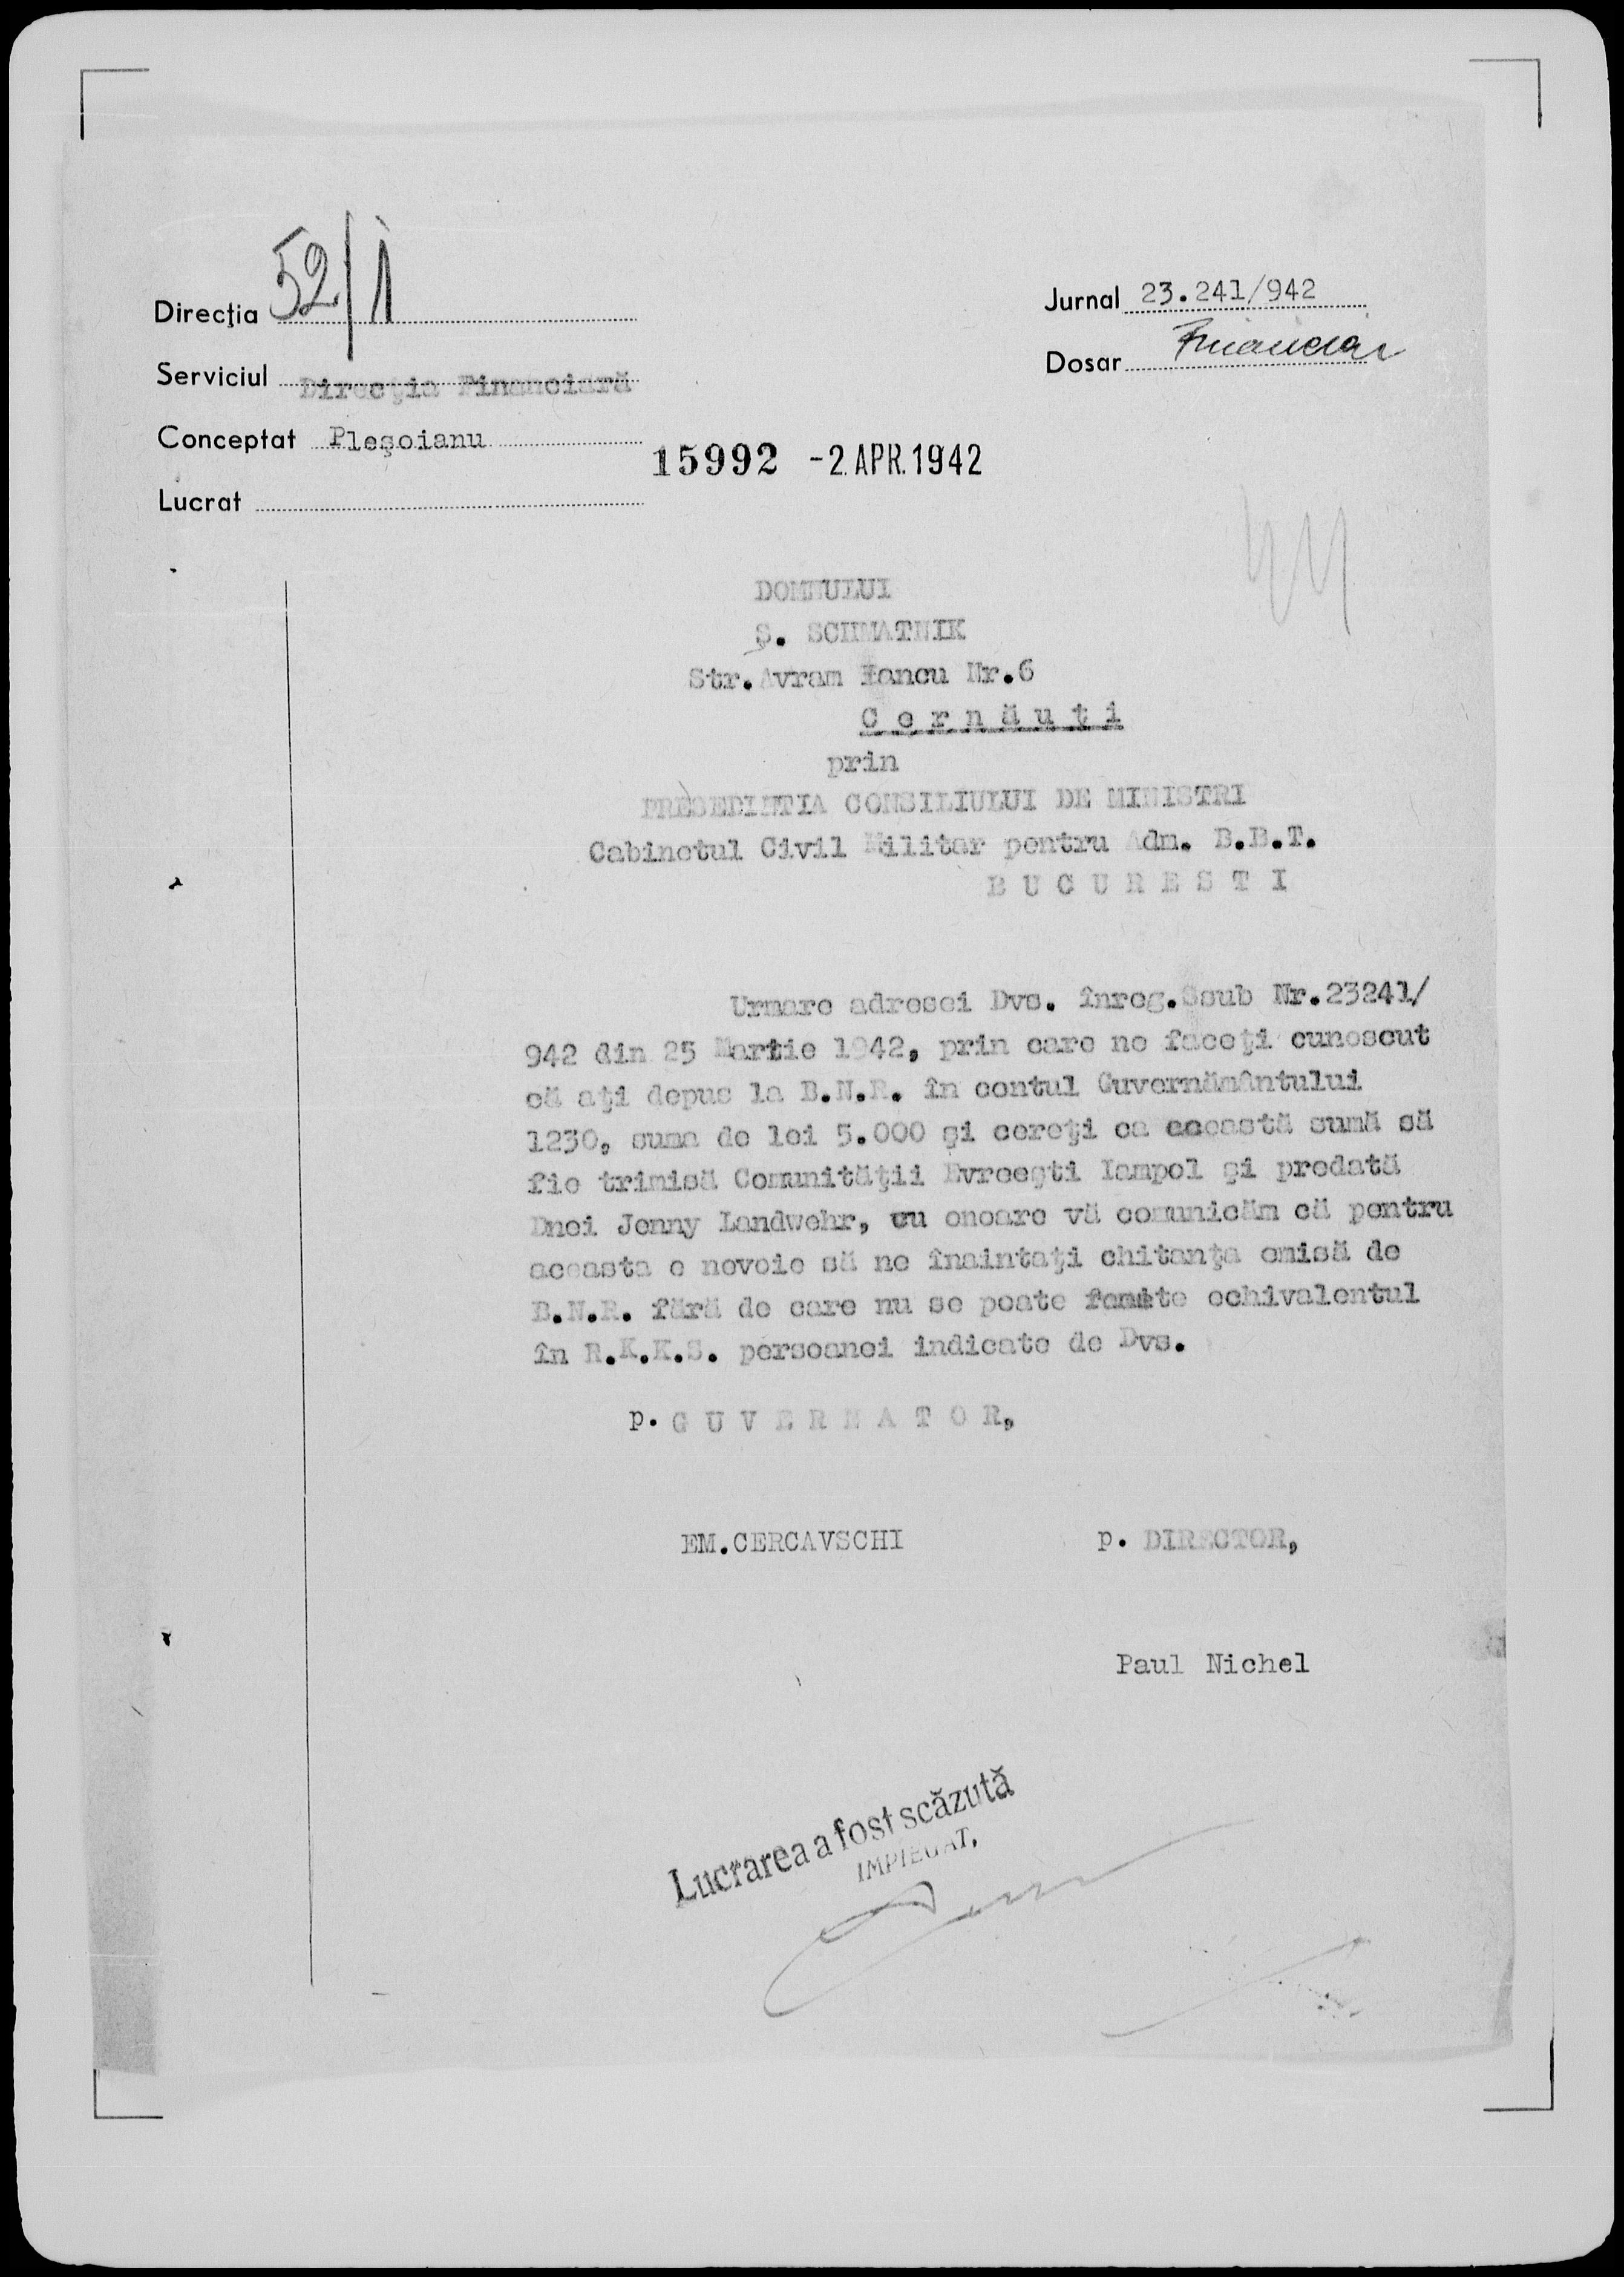 52/1
Direcţia
Jurnal 23.241/942
Dosar Financiar
Serviciul Direcţia Financiară
Conceptat Pleşoianu
15992 -2.APR.1942
Lucrat
DOMNULUI
Ş. SCHMATNIK
Str.Avram Iancu Nr.6
Cernăuţi
prin
PRESEDINTIA CONSILIULUI DE MINISTRI
Cabinetul Civil Militar pentru Adm. B.B.T.
BUCURESTI
Urmare adresei Dvs. înreg.Ssub Nr.23241/
942 din 25 Martie 1942, prin care ne faceţi cunoscut
că aţi depus la B.N.R. în contul Guvernământului
1230, suma de lei 5.000 şi cereţi ca această sumă să
fie trimisă Comunităţii Evreeşti Iampol şi predată
Dnei Jenny Landwehr, cu onoare vă comunicăm că pentru
aceasta e nevoie să ne înaintaţi chitanţa emisă de
B.N.R. fără de care nu se poate echivalentul
în R.K.K.S. persoanei indicate de Dvs.
p. GUVERNATOR,
EM.CERCAVSCHI
p. DIRECTOR,
Paul Nichel
Lucrarea a fost scăzută
IMPIEGAT.